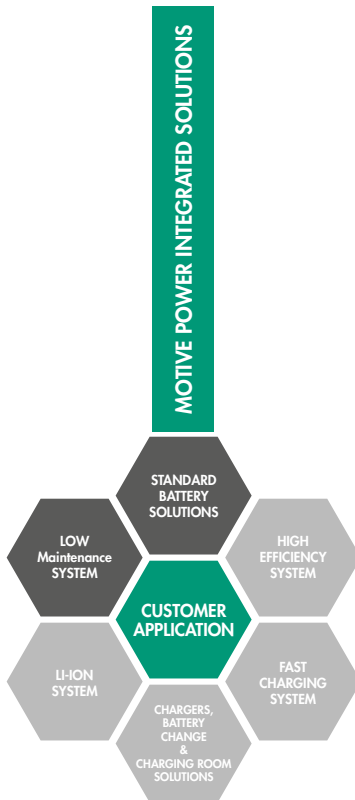 MOTIVE POWER INTEGRATED SOLUTIONS
STANDARD
BATTERY
SOLUTIONS
LOW
Maintenance
SYSTEM
HIGH
EFFICIENCY
SYSTEM
CUSTOMER
APPLICATION
LI-ION
SYSTEM
FAST
CHARGING
SYSTEM
CHARGERS,
BATTERY
CHANGE
&
CHARGING ROOM
SOLUTIONS